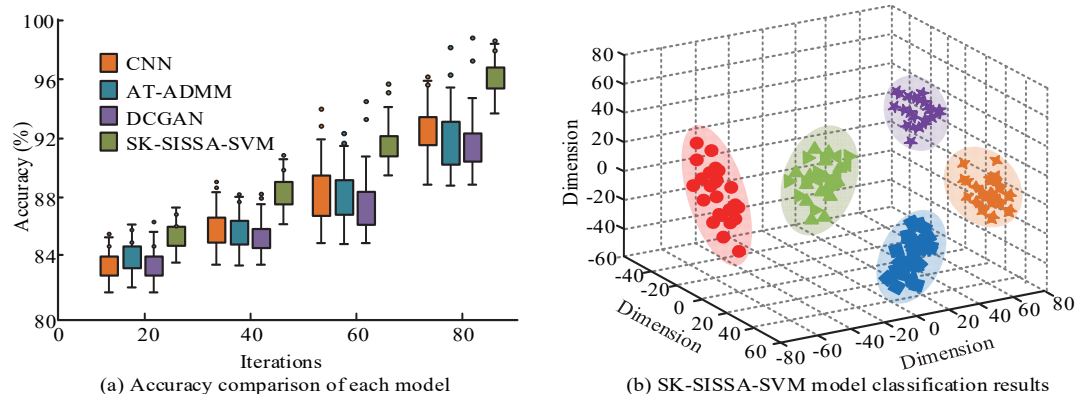 100
96
92
88
84
80
Accuracy (%)
CNN
AT-ADMM
DCGAN
SK-SISSA-SVM
0 20 40 60 80
Iterations
(a) Accuracy comparison of each model
80
60
40
20
0
-20
-40
-60
Dimension
-40
-20
0
20
40
60
Dimension
-80
-60
-40
-20
0
20
40
60
80
Dimension
(b) SK-SISSA-SVM model classification results